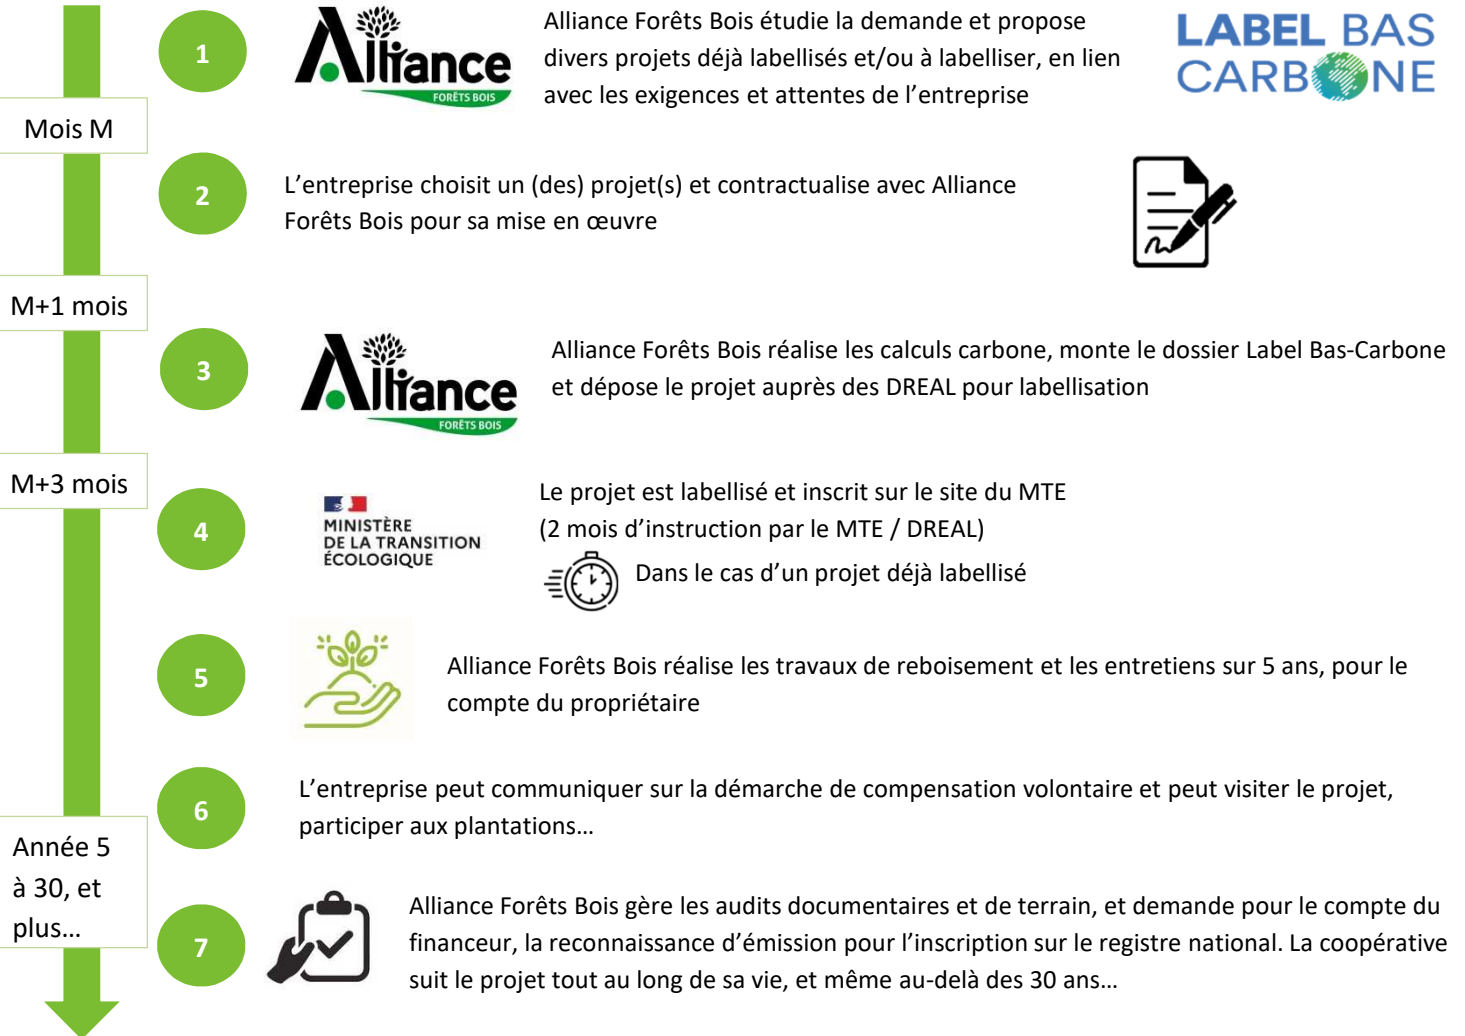 1
Alliance
FORÊTS BOIS
Alliance Forêts Bois étudie la demande et propose
divers projets déjà labellisés et/ou à labelliser, en lien
avec les exigences et attentes de l’entreprise
LABEL BAS
CARBONE
Mois M
2
L’entreprise choisit un (des) projet(s) et contractualise avec Alliance
Forêts Bois pour sa mise en œuvre
M+1 mois
3
Alliance
FORÊTS BOIS
Alliance Forêts Bois réalise les calculs carbone, monte le dossier Label Bas-Carbone
et dépose le projet auprès des DREAL pour labellisation
M+3 mois
4
MINISTÈRE
DE LA TRANSITION
ÉCOLOGIQUE
Le projet est labellisé et inscrit sur le site du MTE
(2 mois d’instruction par le MTE / DREAL)
Dans le cas d’un projet déjà labellisé
5
Alliance Forêts Bois réalise les travaux de reboisement et les entretiens sur 5 ans, pour le
compte du propriétaire
6
L’entreprise peut communiquer sur la démarche de compensation volontaire et peut visiter le projet,
participer aux plantations…
Année 5
à 30, et
plus…
7
Alliance Forêts Bois gère les audits documentaires et de terrain, et demande pour le compte du
financeur, la reconnaissance d’émission pour l’inscription sur le registre national. La coopérative
suit le projet tout au long de sa vie, et même au-delà des 30 ans…